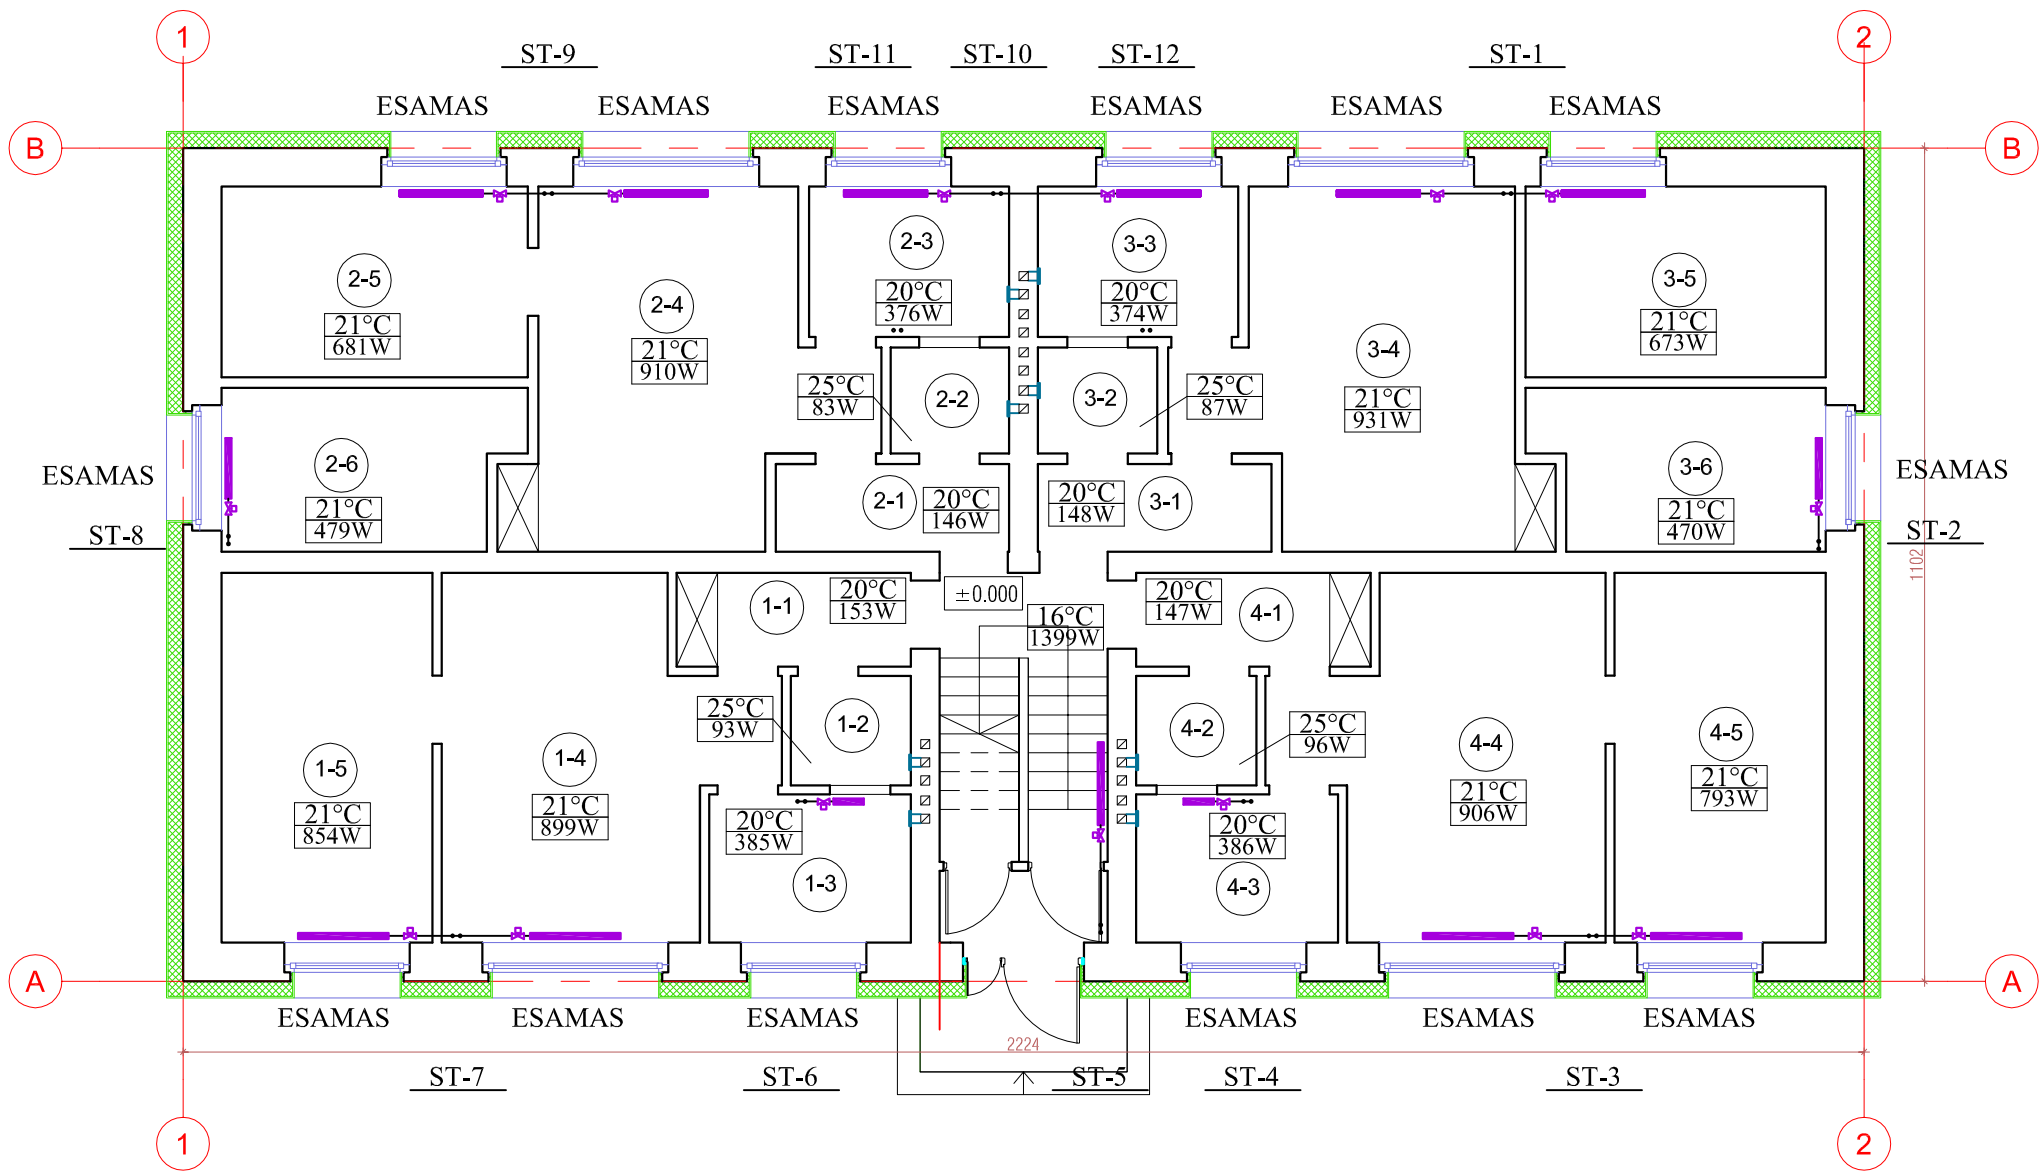 1
2
ST-9
ST-11
ST-10
ST-12
ST-1
ESAMAS
ESAMAS
ESAMAS
ESAMAS
ESAMAS
ESAMAS
B
B
2-5
21°C
681W
2-4
21°C
910W
2-3
20°C
376W
3-3
20°C
374W
3-4
21°C
931W
3-5
21°C
673W
25°C
83W
2-2
3-2
25°C
87W
ESAMAS
2-6
21°C
479W
ST-8
2-1
20°C
146W
20°C
148W
3-1
3-6
21°C
470W
ESAMAS
ST-2
1102
1-1
20°C
153W
±0.000
16°C
1399W
20°C
147W
4-1
25°C
93W
1-2
4-2
25°C
96W
1-5
21°C
854W
1-4
21°C
899W
20°C
385W
1-3
20°C
386W
4-3
4-4
21°C
906W
4-5
21°C
793W
A
A
ESAMAS
ESAMAS
ESAMAS
ESAMAS
ESAMAS
ESAMAS
2224
ST-7
ST-6
ST-5
ST-4
ST-3
1
2